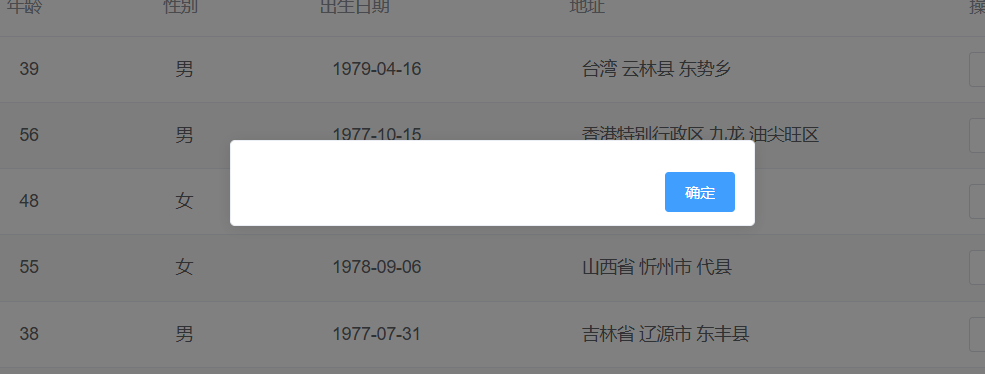 年龄 性别 出生日期 地址
39 男 1979-04-16 台湾 云林县 东势乡
56 男 1977-10-15 香港特别行政区 九龙 油尖旺区
确定
48 女
55 女 1978-09-06 山西省 忻州市 代县
38 男 1977-07-31 吉林省 辽源市 东丰县